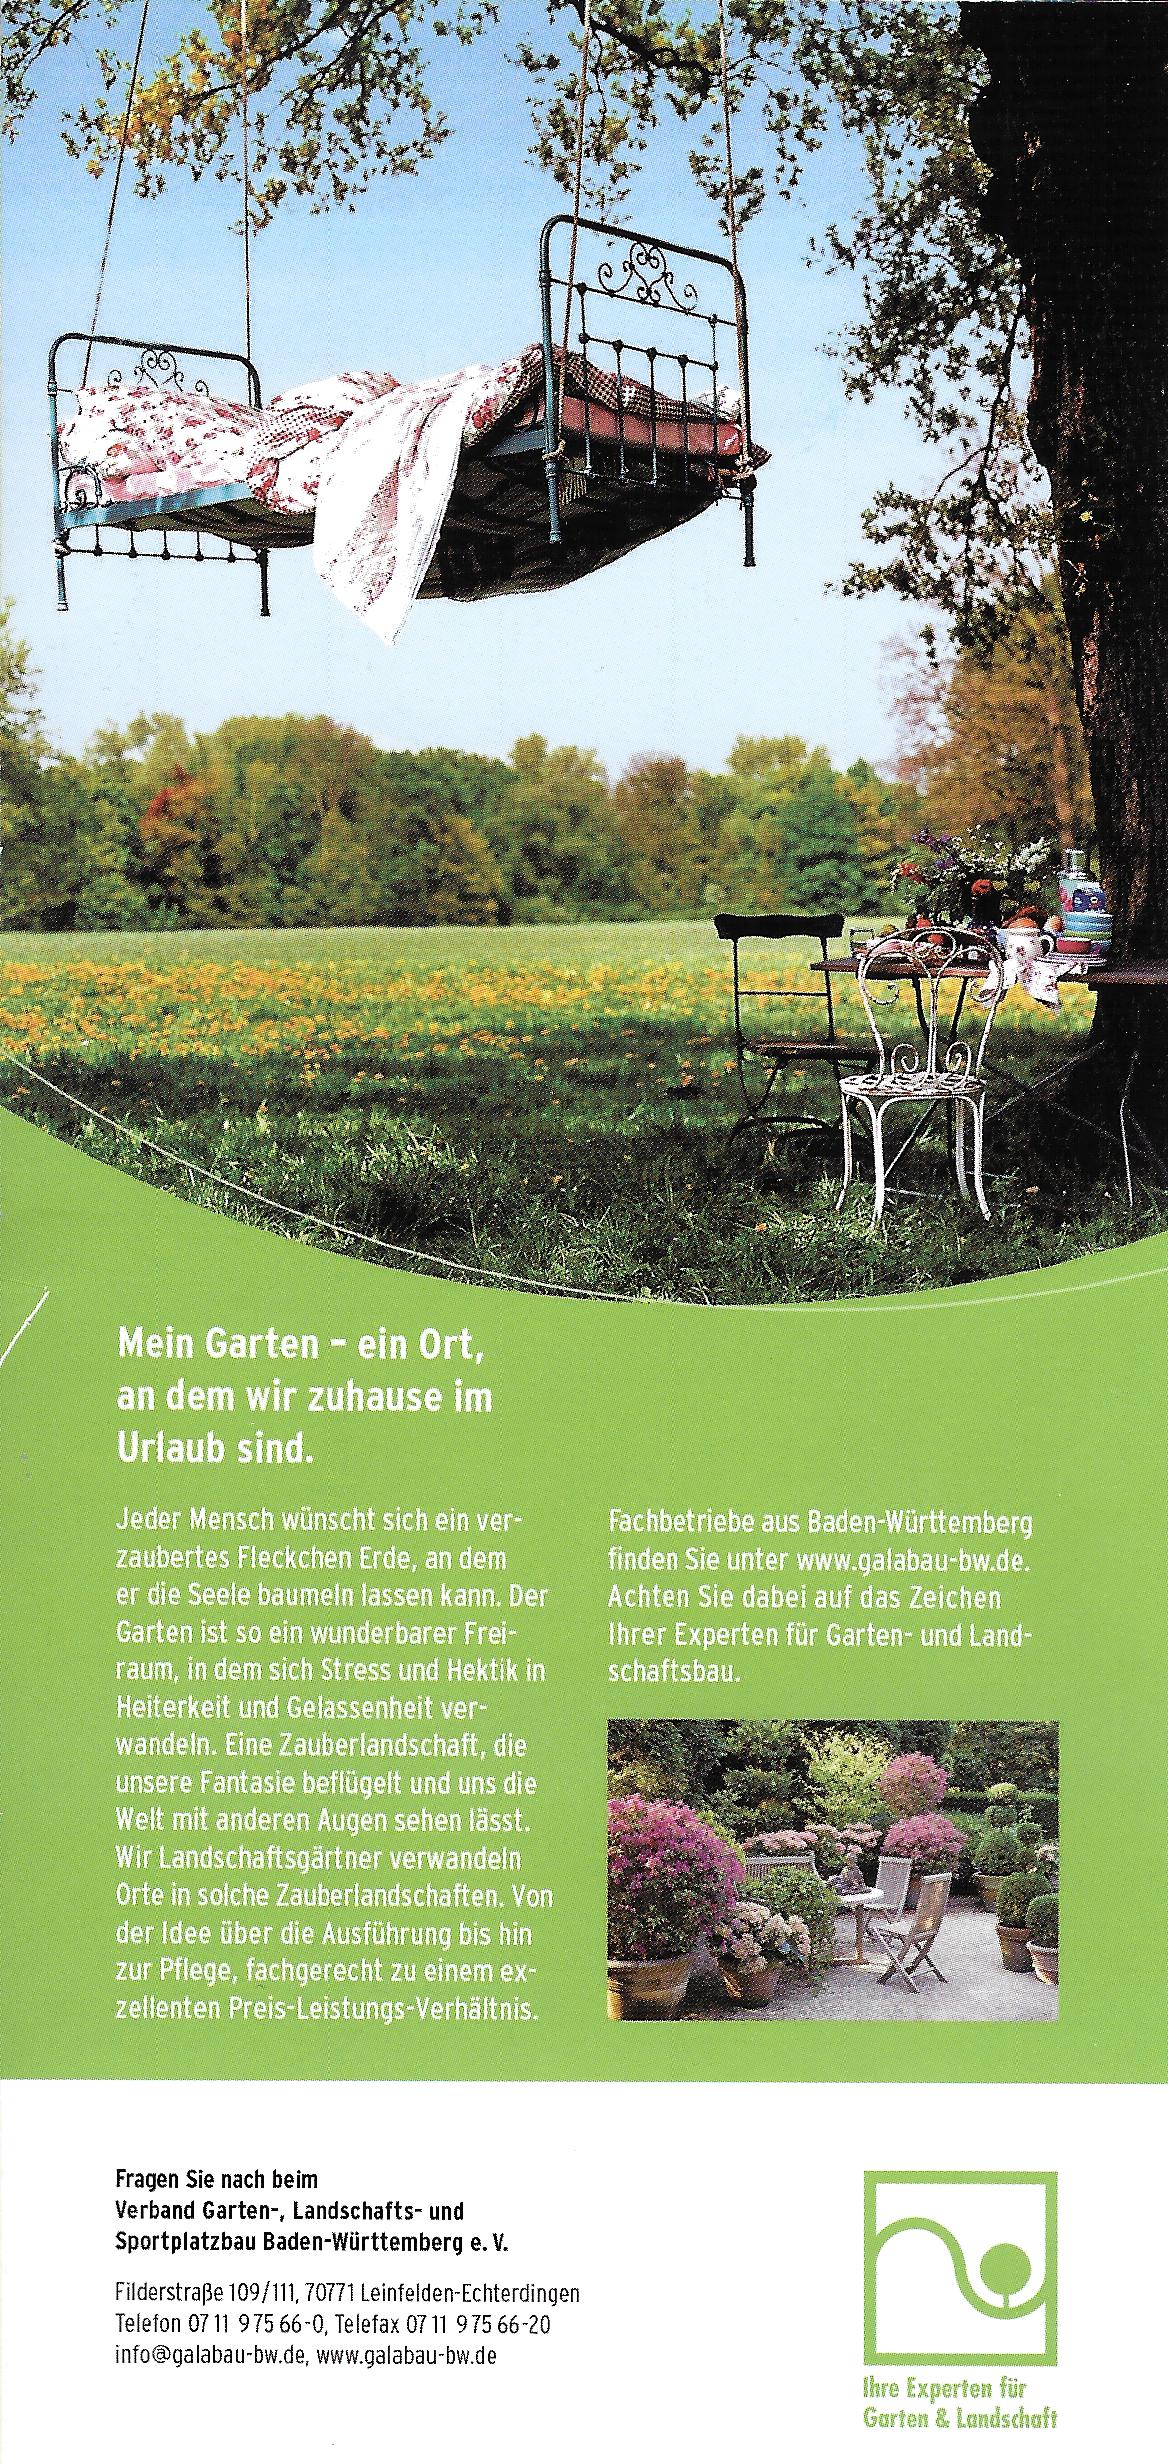 Mein Garten – ein Ort,
an dem wir zuhause im
Urlaub sind.
Jeder Mensch wünscht sich ein ver-
zaubertes Fleckchen Erde, an dem
er die Seele baumeln lassen kann. Der
Garten ist so ein wunderbarer Frei-
raum, in dem sich Stress und Hektik in
Heiterkeit und Gelassenheit ver-
wandeln. Eine Zauberlandschaft, die
unsere Fantasie beflügelt und uns die
Welt mit anderen Augen sehen lässt.
Wir Landschaftsgärtner verwandeln
Orte in solche Zauberlandschaften. Von
der Idee über die Ausführung bis hin
zur Pflege, fachgerecht zu einem ex-
zellenten Preis-Leistungs-Verhältnis.
Fachbetriebe aus Baden-Württemberg
finden Sie unter www.galabau-bw.de.
Achten Sie dabei auf das Zeichen
Ihrer Experten für Garten- und Land-
schaftsbau.
Fragen Sie nach beim
Verband Garten-, Landschafts- und
Sportplatzbau Baden-Württemberg e. V.
Filderstraße 109/111, 70771 Leinfelden-Echterdingen
Telefon 07 11 9 75 66-0, Telefax 07 11 9 75 66-20
info@galabau-bw.de, www.galabau-bw.de
Ihre Experten für
Garten & Landschaft